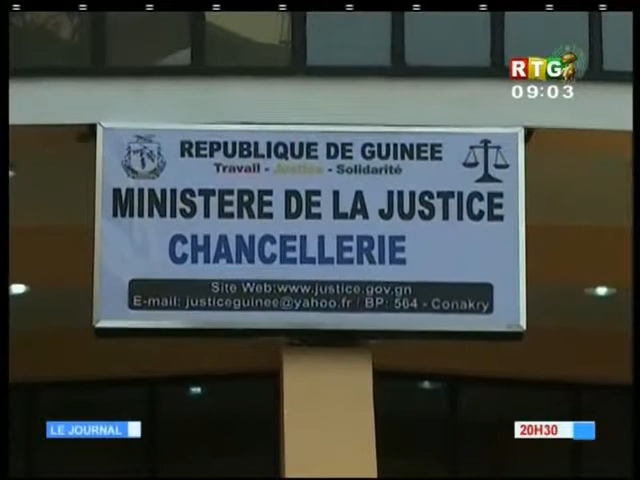 RTG
09:03
REPUBLIQUE DE GUINEE
Travail - Justice - Solidarité
MINISTERE DE LA JUSTICE
CHANCELLERIE
Site Web:www.justice.gov.gn
E-mail: justiceguinee@yahoo.fr / BP: 564 - Conakry
LE JOURNAL
20H30